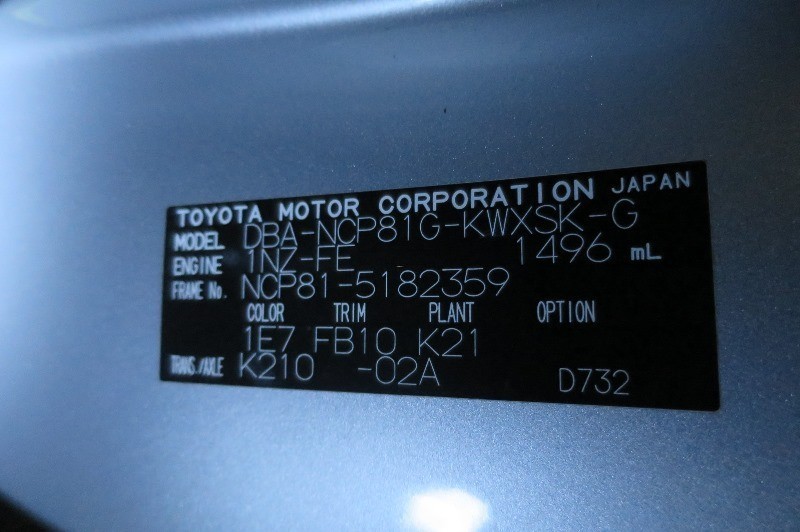 TOYOTA MOTOR CORPORATION JAPAN
MODEL DBA-NCP81G-KWXSK-G
ENGINE 1NZ-FE 1496 mL
FRAME No. NCP81-5182359
COLOR TRIM PLANT OPTION
1E7 FB10 K21
TRANS./AXLE K210 -02A D732